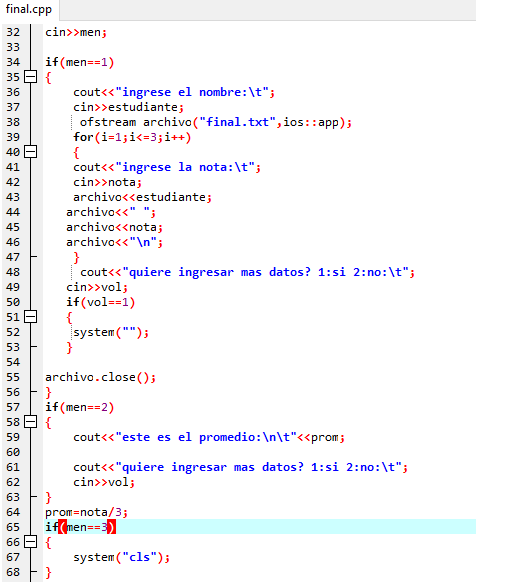 final.cpp
32 cin>>men;
33
34 if(men==1)
35 {
36 cout<<"ingrese el nombre:\t";
37 cin>>estudiante;
38 ofstream archivo("final.txt",ios::app);
39 for(i=1;i<=3;i++)
40 {
41 cout<<"ingrese la nota:\t";
42 cin>>nota;
43 archivo<<estudiante;
44 archivo<<" ";
45 archivo<<nota;
46 archivo<<"\n";
47 }
48 cout<<"quiere ingresar mas datos? 1:si 2:no:\t";
49 cin>>vol;
50 if(vol==1)
51 {
52 system("");
53 }
54
55 archivo.close();
56 }
57 if(men==2)
58 {
59 cout<<"este es el promedio:\n\t"<<prom;
60
61 cout<<"quiere ingresar mas datos? 1:si 2:no:\t";
62 cin>>vol;
63 }
64 prom=nota/3;
65 if(men==3)
66 {
67 system("cls");
68 }